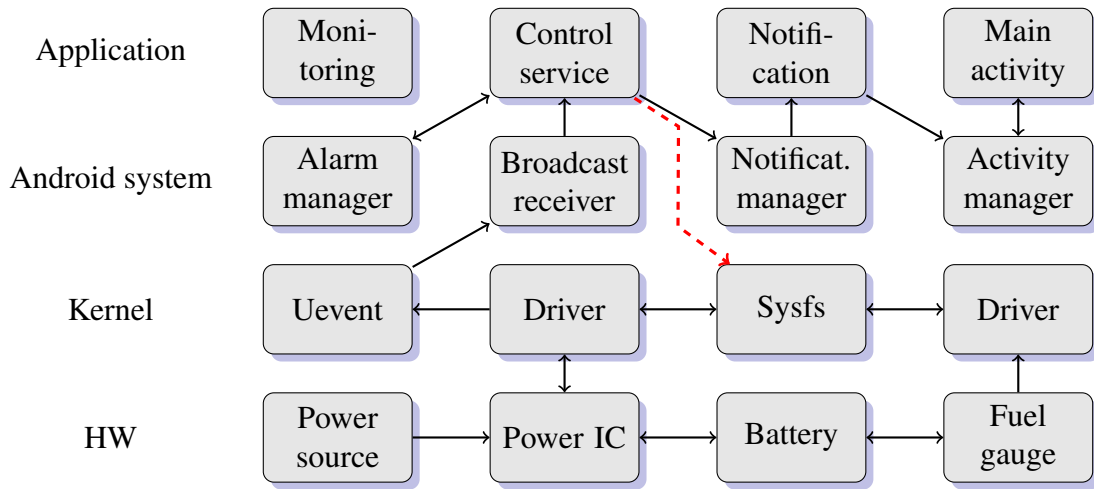 Application
Moni-
toring
Control
service
Notifi-
cation
Main
activity
Android system
Alarm
manager
Broadcast
receiver
Notificat.
manager
Activity
manager
Kernel
Uevent
Driver
Sysfs
Driver
HW
Power
source
Power IC
Battery
Fuel
gauge